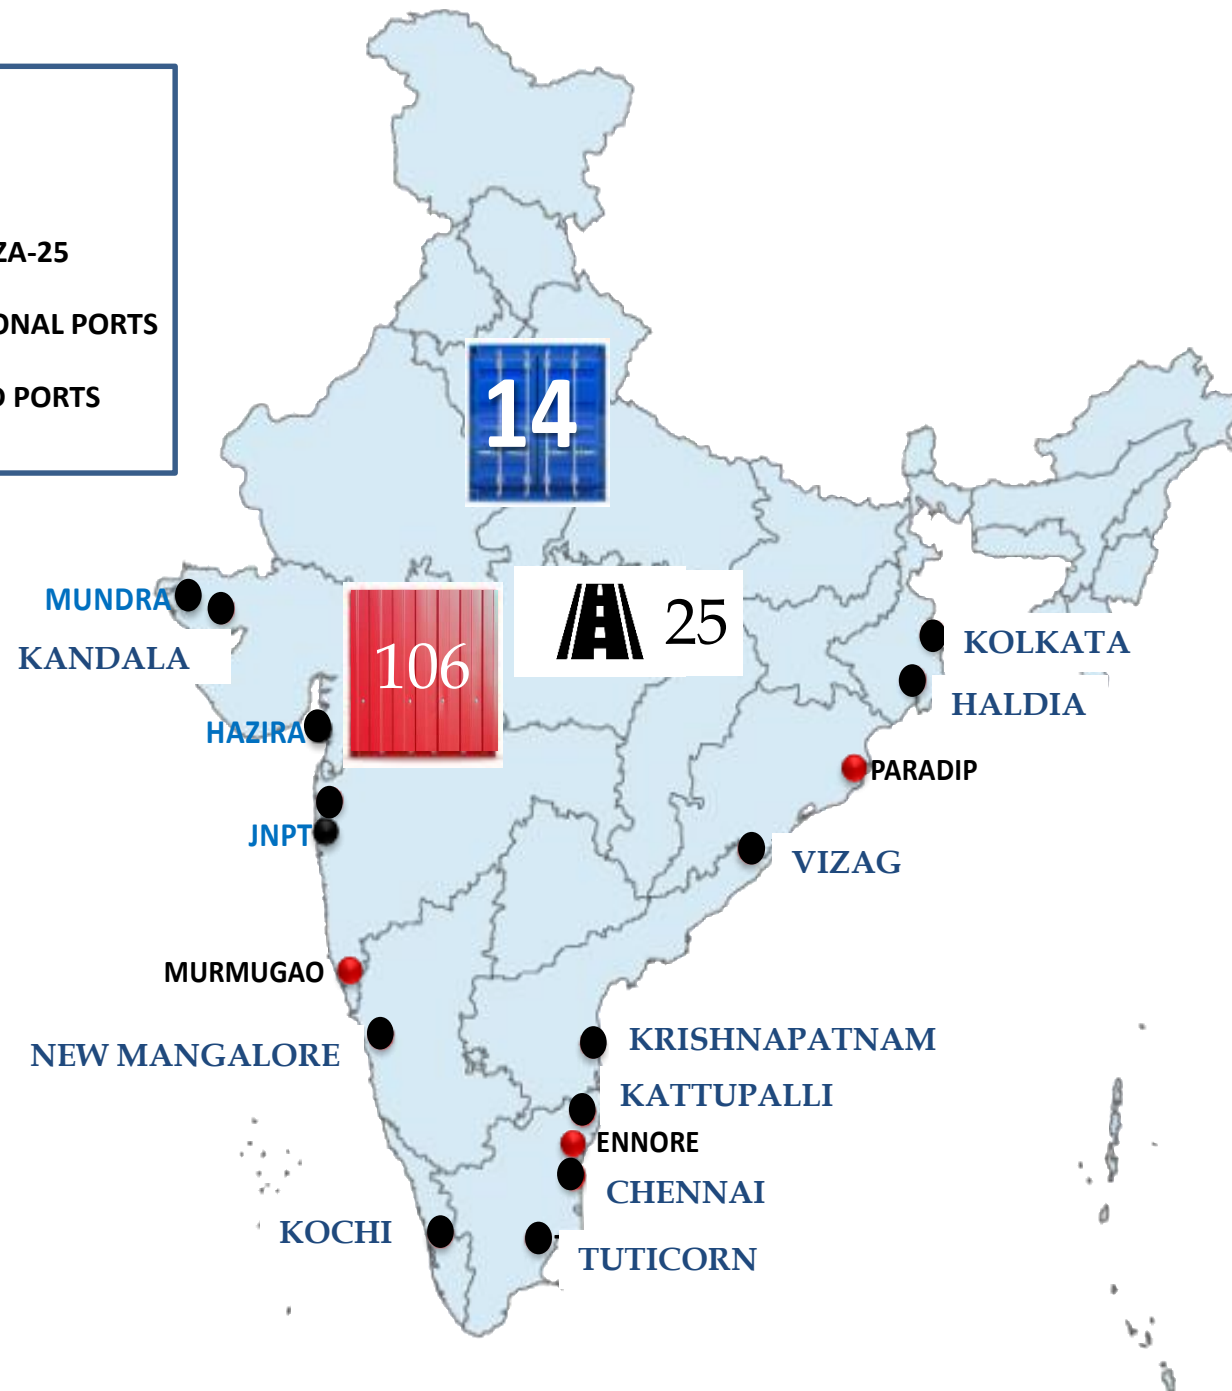 ZA-25
ONAL PORTS
D PORTS
14
MUNDRA
25
KANDALA
106
KOLKATA
HALDIA
HAZIRA
PARADIP
JNPT
VIZAG
MURMUGAO
NEW MANGALORE
KRISHNAPATNAM
KATTUPALLI
ENNORE
CHENNAI
KOCHI
TUTICORN